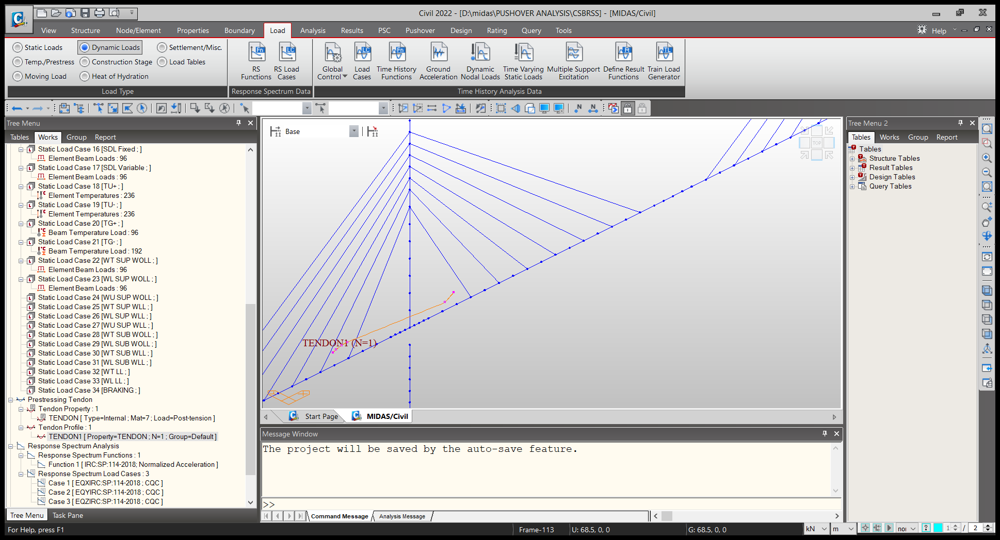 Civil 2022 - [D:\midas\PUSHOVER ANALYSIS\CSBRSS] - [MIDAS/Civil]
View Structure Node/Element Properties Boundary Load Analysis Results PSC Pushover Design Rating Query Tools Help
Static Loads Dynamic Loads Settlement/Misc.
Temp./Prestress Construction Stage Load Tables
Moving Load Heat of Hydration
Load Type
RS Functions
RS Load Cases
Response Spectrum Data
Global Control
Load Cases
Time History Functions
Ground Acceleration
Dynamic Nodal Loads
Time Varying Static Loads
Multiple Support Excitation
Define Result Functions
Train Load Generator
Time History Analysis Data
Tree Menu
Tables Works Group Report
Static Load Case 16 [SDL Fixed ; ]
Element Beam Loads : 96
Static Load Case 17 [SDL Variable ; ]
Element Beam Loads : 96
Static Load Case 18 [TU+ ; ]
Element Temperatures : 236
Static Load Case 19 [TU- ; ]
Element Temperatures : 236
Static Load Case 20 [TG+ ; ]
Beam Temperature Load : 96
Static Load Case 21 [TG- ; ]
Beam Temperature Load : 192
Static Load Case 22 [WT SUP WOLL ; ]
Element Beam Loads : 96
Static Load Case 23 [WL SUP WOLL ; ]
Element Beam Loads : 96
Static Load Case 24 [WU SUP WOLL ; ]
Static Load Case 25 [WT SUP WLL ; ]
Static Load Case 26 [WL SUP WLL ; ]
Static Load Case 27 [WU SUP WLL ; ]
Static Load Case 28 [WT SUB WOLL ; ]
Static Load Case 29 [WL SUB WOLL ; ]
Static Load Case 30 [WT SUB WLL ; ]
Static Load Case 31 [WL SUB WLL ; ]
Static Load Case 32 [WT LL ; ]
Static Load Case 33 [WL LL ; ]
Static Load Case 34 [BRAKING ; ]
Prestressing Tendon
Tendon Property : 1
TENDON [ Type=Internal ; Mat=7 ; Load=Post-tension ]
Tendon Profile : 1
TENDON1 [ Property=TENDON ; N=1 ; Group=Default ]
Response Spectrum Analysis
Response Spectrum Functions : 1
Function 1 [ IRC:SP:114-2018; Normalized Acceleration ]
Response Spectrum Load Cases : 3
Case 1 [ EQXIRC:SP:114-2018 ; CQC ]
Case 2 [ EQYIRC:SP:114-2018 ; CQC ]
Case 3 [ EQZIRC:SP:114-2018 ; CQC ]
Tree Menu Task Pane
Base
TOP
TENDON1 (N=1)
Start Page MIDAS/Civil
Message Window
The project will be saved by the auto-save feature.
>>
Command Message Analysis Message
Tree Menu 2
Tables Works Group Report
Tables
Structure Tables
Result Tables
Design Tables
Query Tables
For Help, press F1
Frame-113
U: 68.5, 0, 0
G: 68.5, 0, 0
kN m 1 / 2